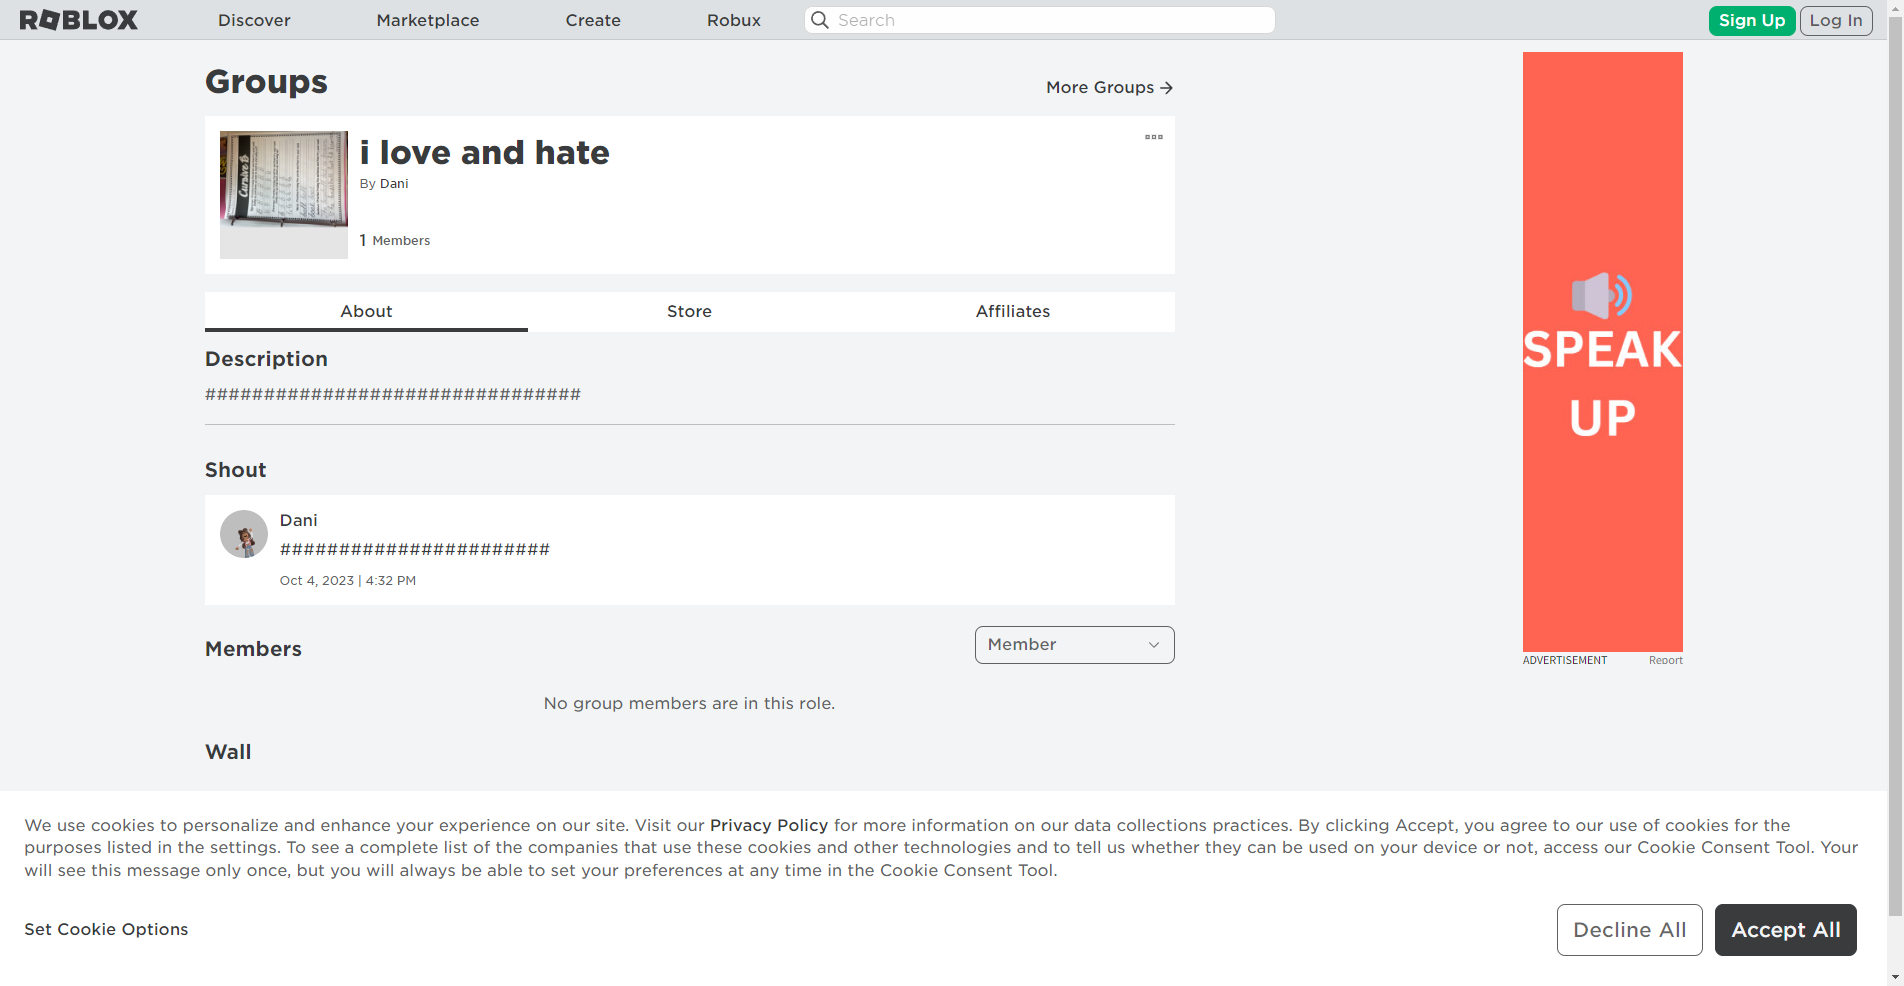 ROBLOX Discover Marketplace Create Robux Search Sign Up Log In
Groups
More Groups →
i love and hate
By Dani
1 Members
Cursive
About Store Affiliates
Description
################################
Shout
Dani
#######################
Oct 4, 2023 | 4:32 PM
Members
Member
No group members are in this role.
Wall
SPEAK
UP
ADVERTISEMENT Report
We use cookies to personalize and enhance your experience on our site. Visit our Privacy Policy for more information on our data collections practices. By clicking Accept, you agree to our use of cookies for the
purposes listed in the settings. To see a complete list of the companies that use these cookies and other technologies and to tell us whether they can be used on your device or not, access our Cookie Consent Tool. Your
will see this message only once, but you will always be able to set your preferences at any time in the Cookie Consent Tool.
Set Cookie Options
Decline All
Accept All